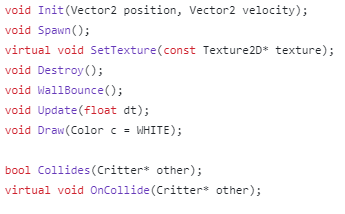 void Init(Vector2 position, Vector2 velocity);
void Spawn();
virtual void SetTexture(const Texture2D* texture);
void Destroy();
void WallBounce();
void Update(float dt);
void Draw(Color c = WHITE);
bool Collides(Critter* other);
virtual void OnCollide(Critter* other);